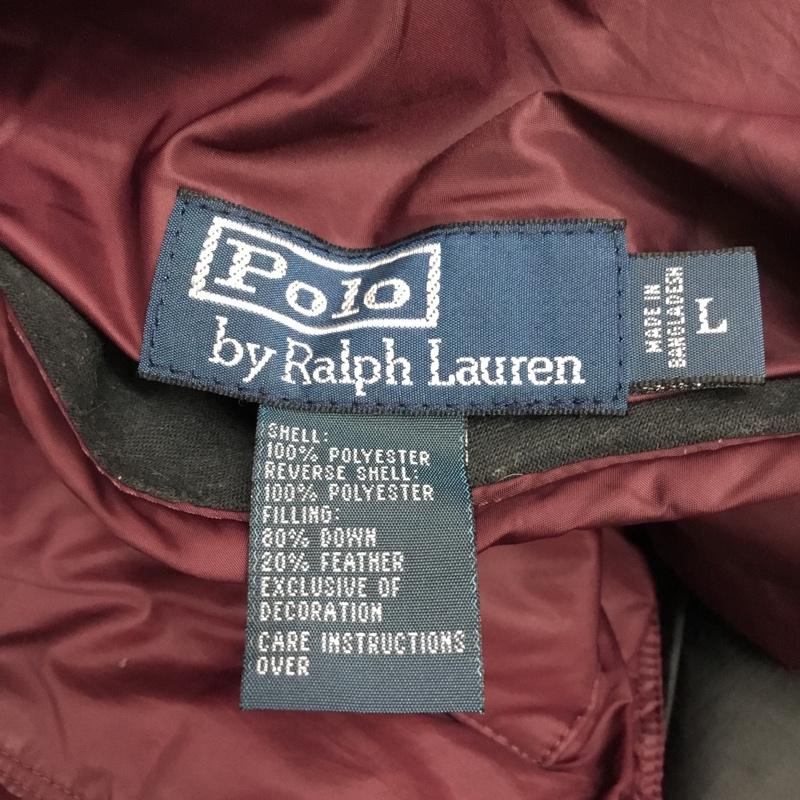 Polo
by Ralph Lauren
MADE IN
BANGLADESH
L
SHELL:
100% POLYESTER
REVERSE SHELL:
100% POLYESTER
FILLING:
80% DOWN
20% FEATHER
EXCLUSIVE OF
DECORATION
CARE INSTRUCTIONS
OVER